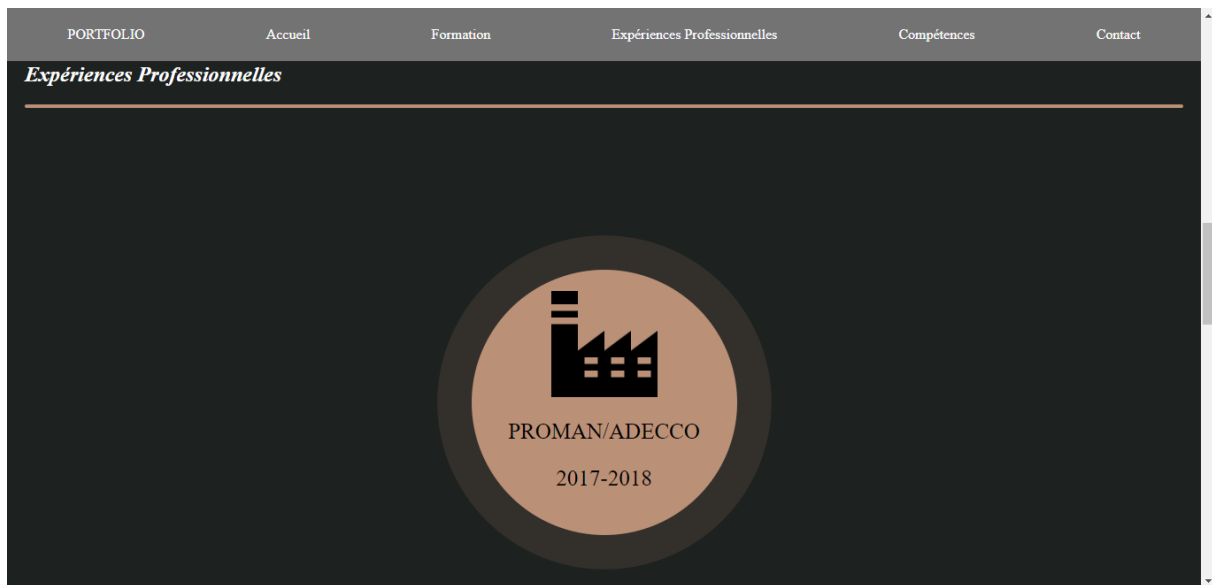 PORTFOLIO Accueil Formation Expériences Professionnelles Compétences Contact
Expériences Professionnelles
PROMAN/ADECCO
2017-2018